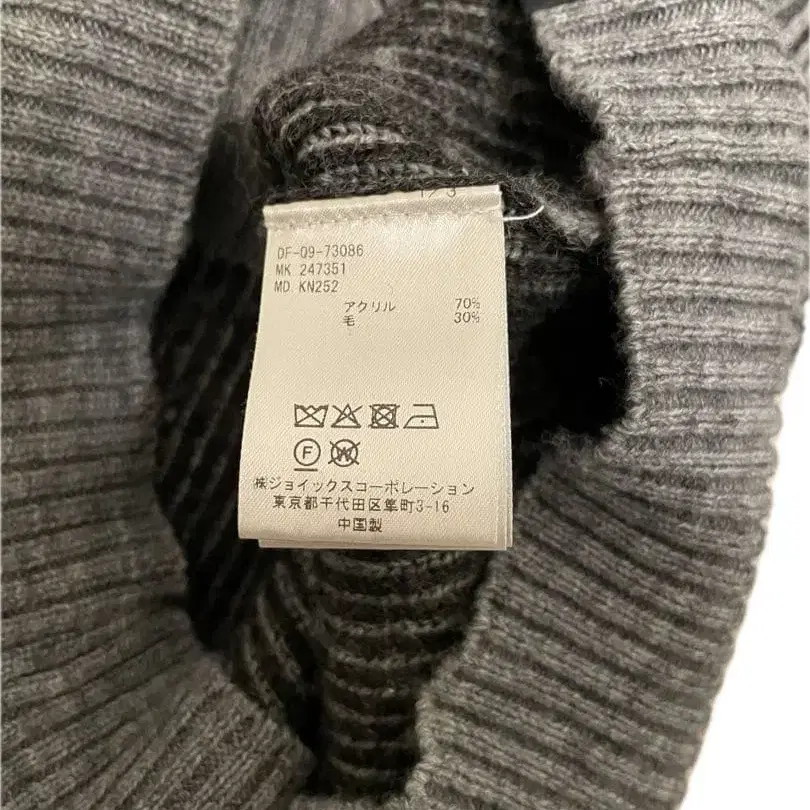 1/3
DF-09-73086
MK 247351
MD KN252
アクリル 70%
毛 30%
F W
㈱ジョイックスコーポレーション
東京都千代田区隼町3-16
中国製